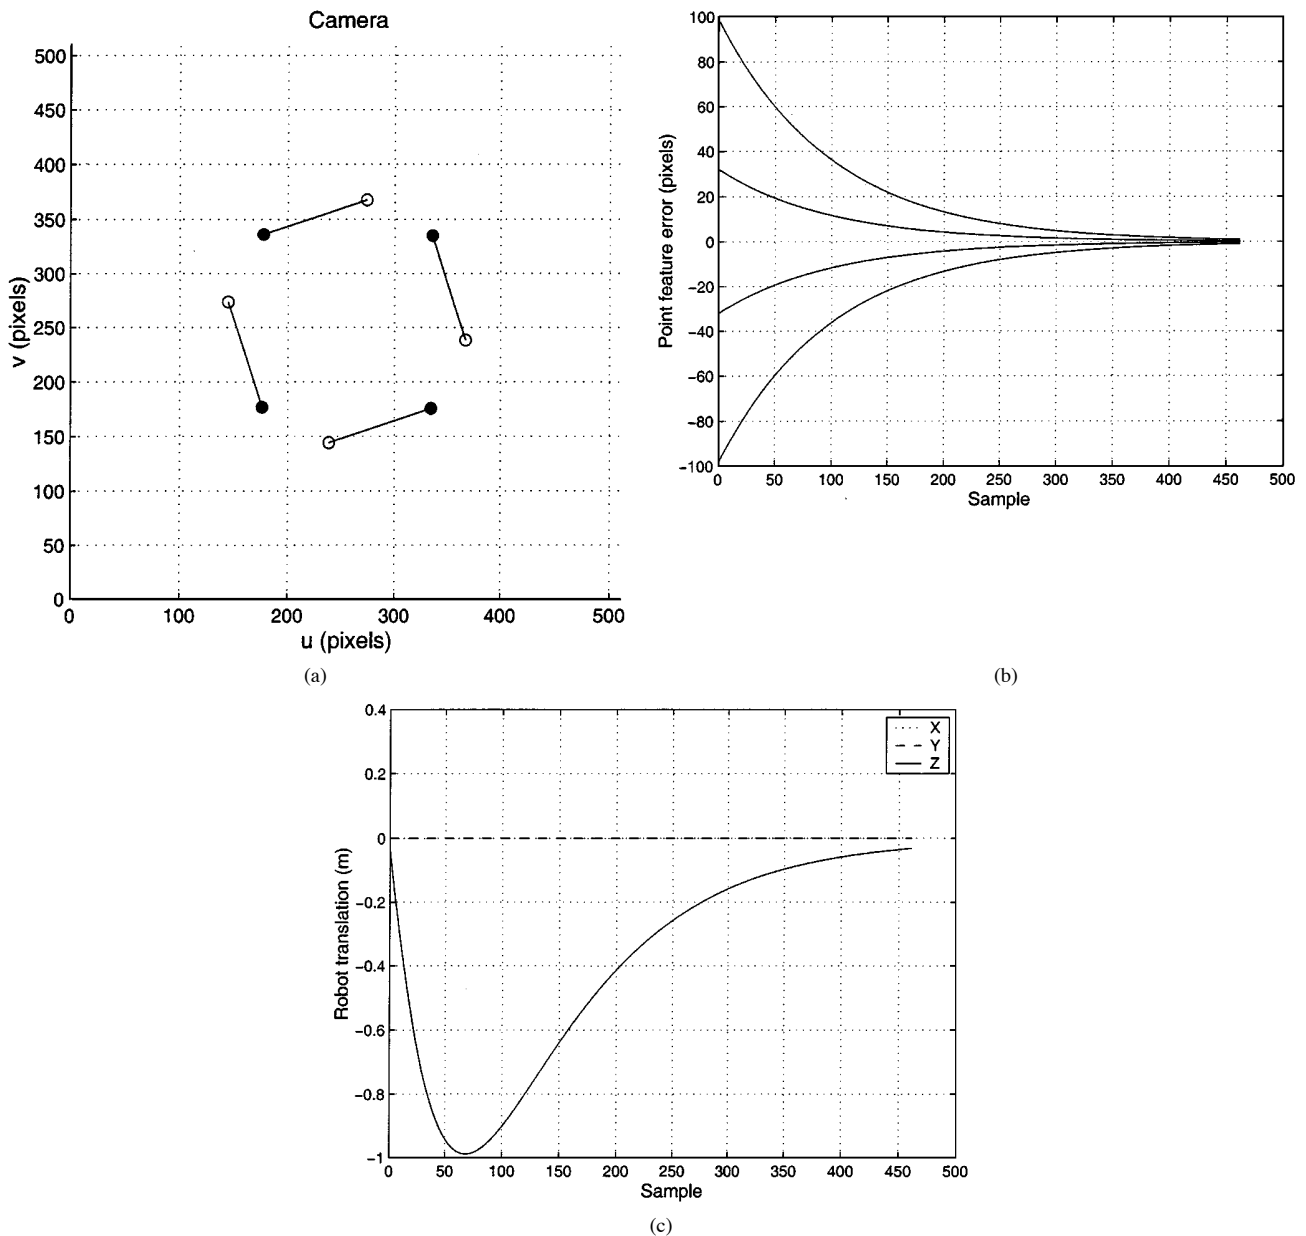 Camera
500
450
400
350
300
250
200
150
100
50
0
v (pixels)
0 100 200 300 400 500
u (pixels)
(a)
100
80
60
40
20
0
−20
−40
−60
−80
−100
Point feature error (pixels)
0 50 100 150 200 250 300 350 400 450 500
Sample
(b)
0.4
0.2
0
−0.2
−0.4
−0.6
−0.8
−1
Robot translation (m)
X
Y
Z
0 50 100 150 200 250 300 350 400 450 500
Sample
(c)